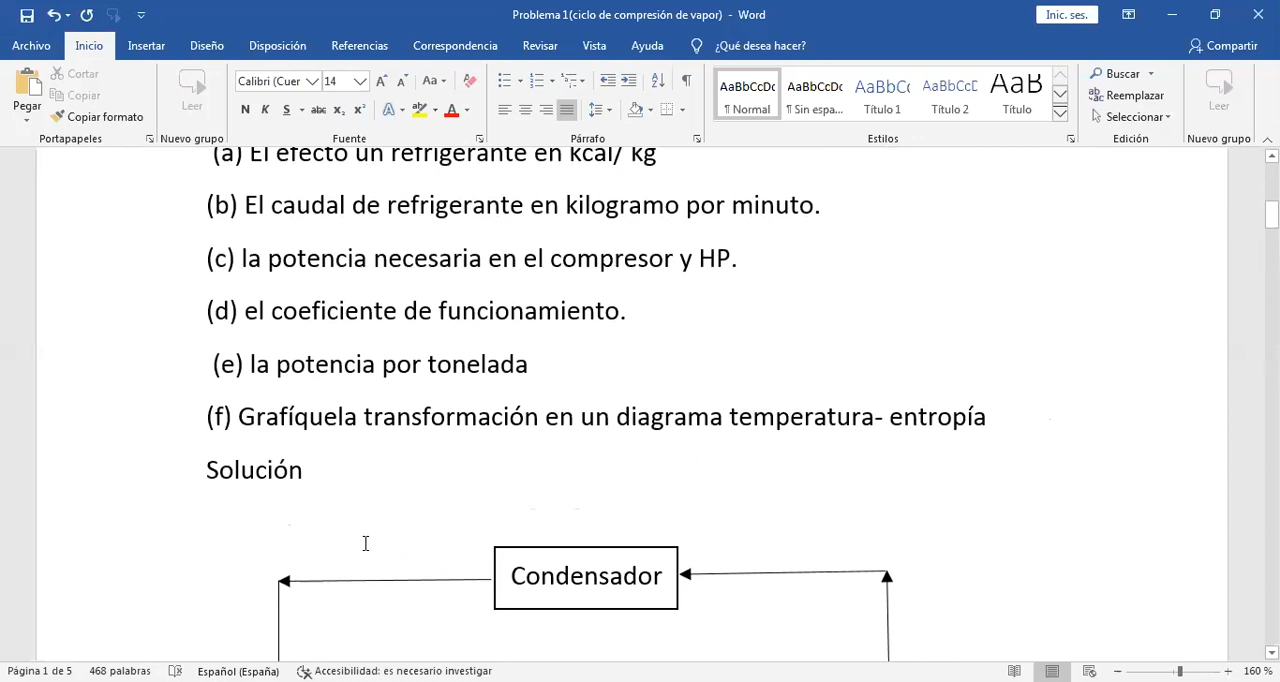 Problema 1(ciclo de compresión de vapor) - Word
Inic. ses.
Archivo Inicio Insertar Diseño Disposición Referencias Correspondencia Revisar Vista Ayuda ¿Qué desea hacer? Compartir
Pegar
Cortar
Copiar
Copiar formato
Portapapeles
Leer
Nuevo grupo
Calibri (Cuer 14
Fuente
Párrafo
AaBbCcDc AaBbCcDc AaBbCc AaBbCcD AaB
¶ Normal ¶ Sin espa... Título 1 Título 2 Título
Estilos
Buscar
Reemplazar
Seleccionar
Edición
Leer
Nuevo grupo
(a) El efecto un refrigerante en kcal/ kg
(b) El caudal de refrigerante en kilogramo por minuto.
(c) la potencia necesaria en el compresor y HP.
(d) el coeficiente de funcionamiento.
(e) la potencia por tonelada
(f) Grafíquela transformación en un diagrama temperatura- entropía
Solución
Condensador
Página 1 de 5 468 palabras Español (España) Accesibilidad: es necesario investigar 160 %